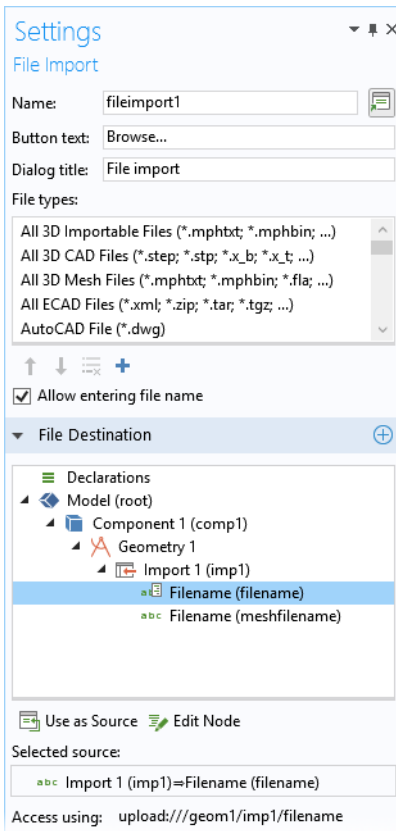 Settings
File Import
Name: fileimport1
Button text: Browse...
Dialog title: File import
File types:
All 3D Importable Files (*.mphtxt; *.mphbin; ...)
All 3D CAD Files (*.step; *.stp; *.x_b; *.x_t; ...)
All 3D Mesh Files (*.mphtxt; *.mphbin; *.fla; ...)
All ECAD Files (*.xml; *.zip; *.tar; *.tgz; ...)
AutoCAD File (*.dwg)
Allow entering file name
File Destination
Declarations
Model (root)
Component 1 (comp1)
Geometry 1
Import 1 (imp1)
Filename (filename)
abc Filename (meshfilename)
Use as Source Edit Node
Selected source:
abc Import 1 (imp1)⇒Filename (filename)
Access using: upload:///geom1/imp1/filename